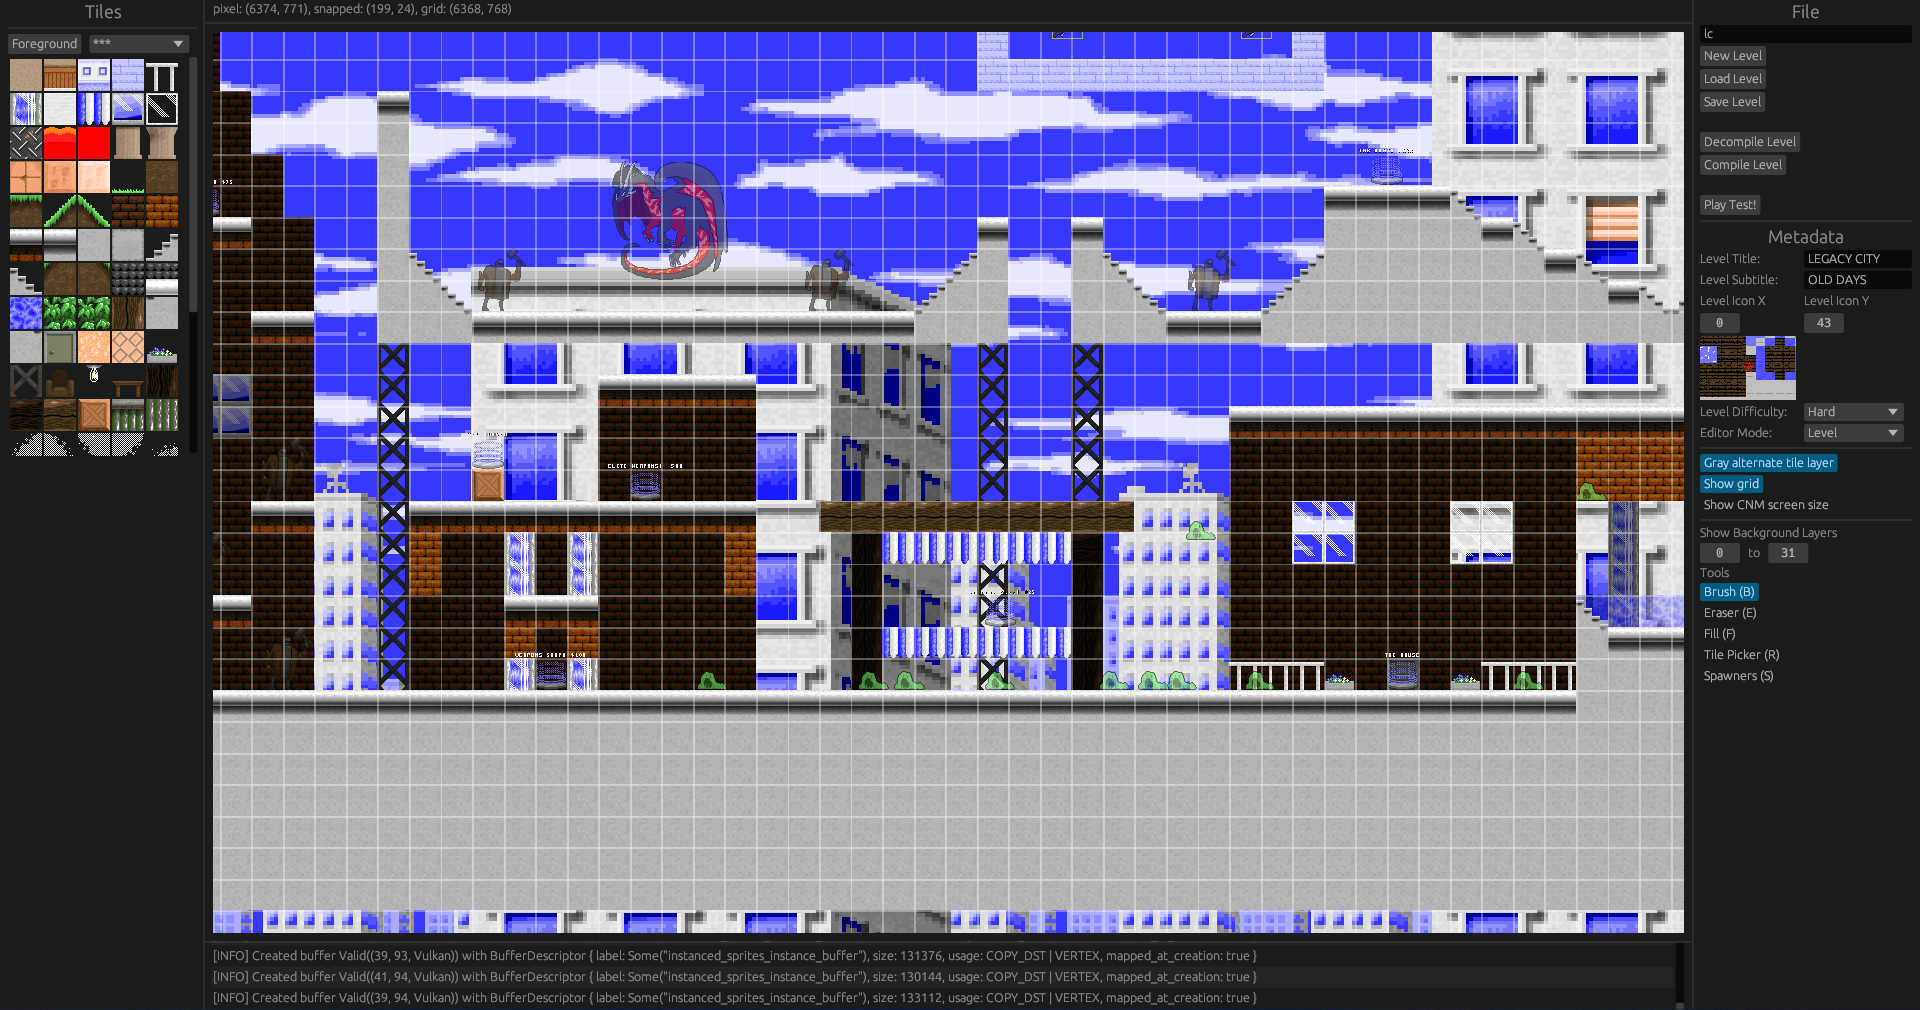 Tiles
pixel: (6374, 771), snapped: (199, 24), grid: (6368, 768)
File
Foreground
***
lc
New Level
Load Level
Save Level
Decompile Level
Compile Level
Play Test!
Metadata
Level Title:
LEGACY CITY
Level Subtitle:
OLD DAYS
Level Icon X
Level Icon Y
0
43
Level Difficulty:
Hard
Editor Mode:
Level
Gray alternate tile layer
Show grid
Show CNM screen size
Show Background Layers
0 to 31
Tools
Brush (B)
Eraser (E)
Fill (F)
Tile Picker (R)
Spawners (S)
THE HOUSE
[INFO] Created buffer Valid((39, 93, Vulkan)) with BufferDescriptor { label: Some("instanced_sprites_instance_buffer"), size: 131376, usage: COPY_DST | VERTEX, mapped_at_creation: true }
[INFO] Created buffer Valid((41, 94, Vulkan)) with BufferDescriptor { label: Some("instanced_sprites_instance_buffer"), size: 130144, usage: COPY_DST | VERTEX, mapped_at_creation: true }
[INFO] Created buffer Valid((39, 94, Vulkan)) with BufferDescriptor { label: Some("instanced_sprites_instance_buffer"), size: 133112, usage: COPY_DST | VERTEX, mapped_at_creation: true }